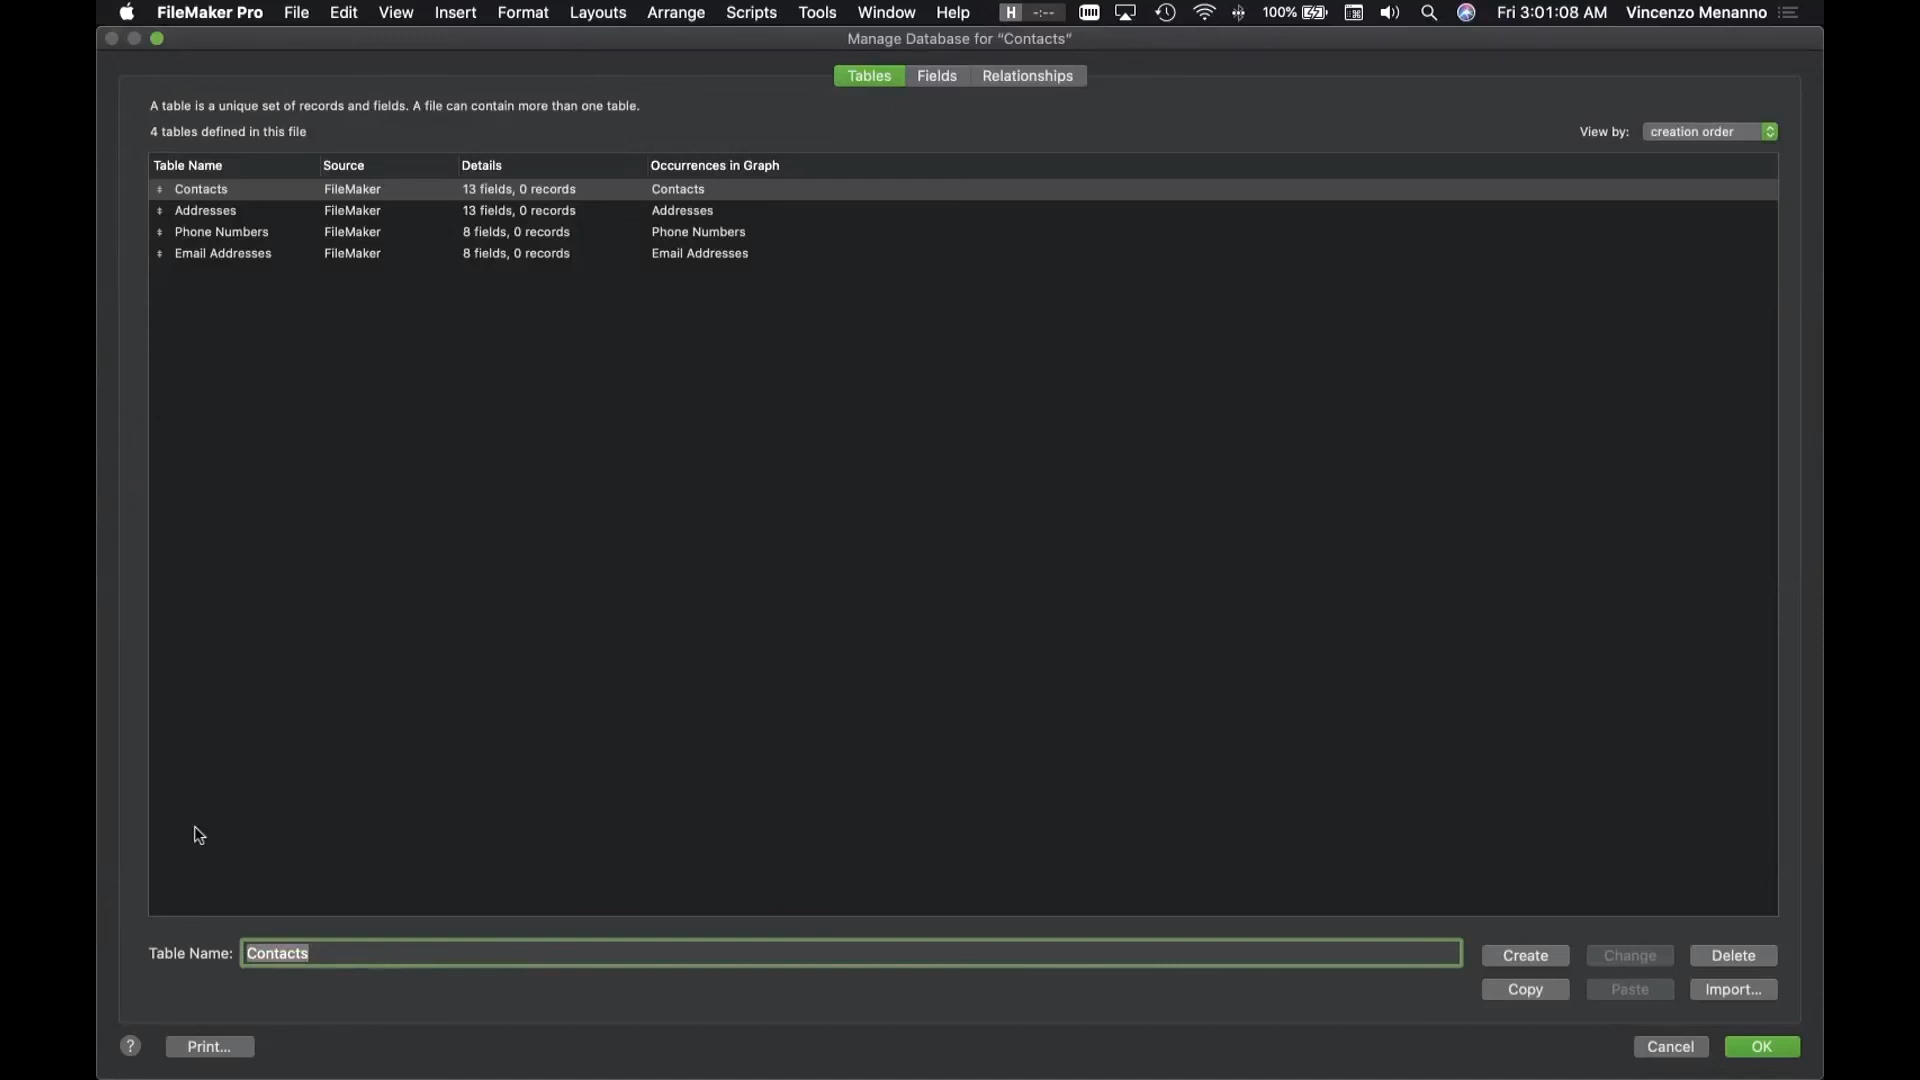 FileMaker Pro File Edit View Insert Format Layouts Arrange Scripts Tools Window Help H -:-- 100% Fri 3:01:08 AM Vincenzo Menanno
Manage Database for “Contacts”
Tables Fields Relationships
A table is a unique set of records and fields. A file can contain more than one table.
4 tables defined in this file View by: creation order
Table Name Source Details Occurrences in Graph
Contacts FileMaker 13 fields, 0 records Contacts
Addresses FileMaker 13 fields, 0 records Addresses
Phone Numbers FileMaker 8 fields, 0 records Phone Numbers
Email Addresses FileMaker 8 fields, 0 records Email Addresses
Table Name: Contacts Create Change Delete
Copy Paste Import...
? Print... Cancel OK